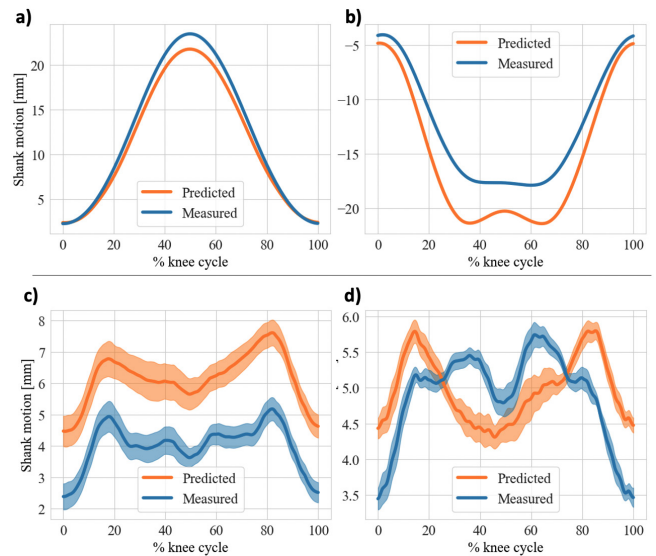 a)
Shank motion [mm]
20
15
10
5
Predicted
Measured
0 20 40 60 80 100
% knee cycle
b)
−5
−10
−15
−20
Predicted
Measured
0 20 40 60 80 100
% knee cycle
c)
Shank motion [mm]
8
7
6
5
4
3
2
Predicted
Measured
0 20 40 60 80 100
% knee cycle
d)
6.0
5.5
5.0
4.5
4.0
3.5
Predicted
Measured
0 20 40 60 80 100
% knee cycle